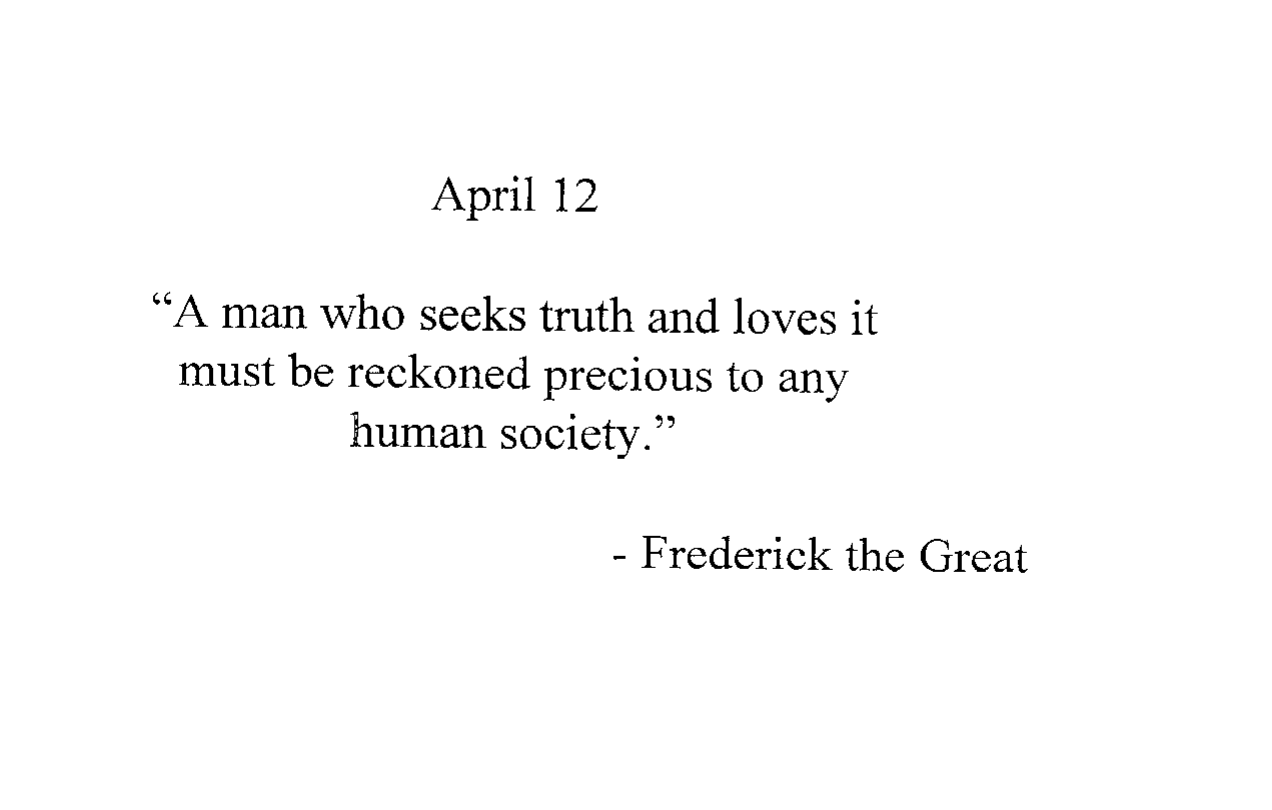 April 12
“A man who seeks truth and loves it
must be reckoned precious to any
human society.”
- Frederick the Great